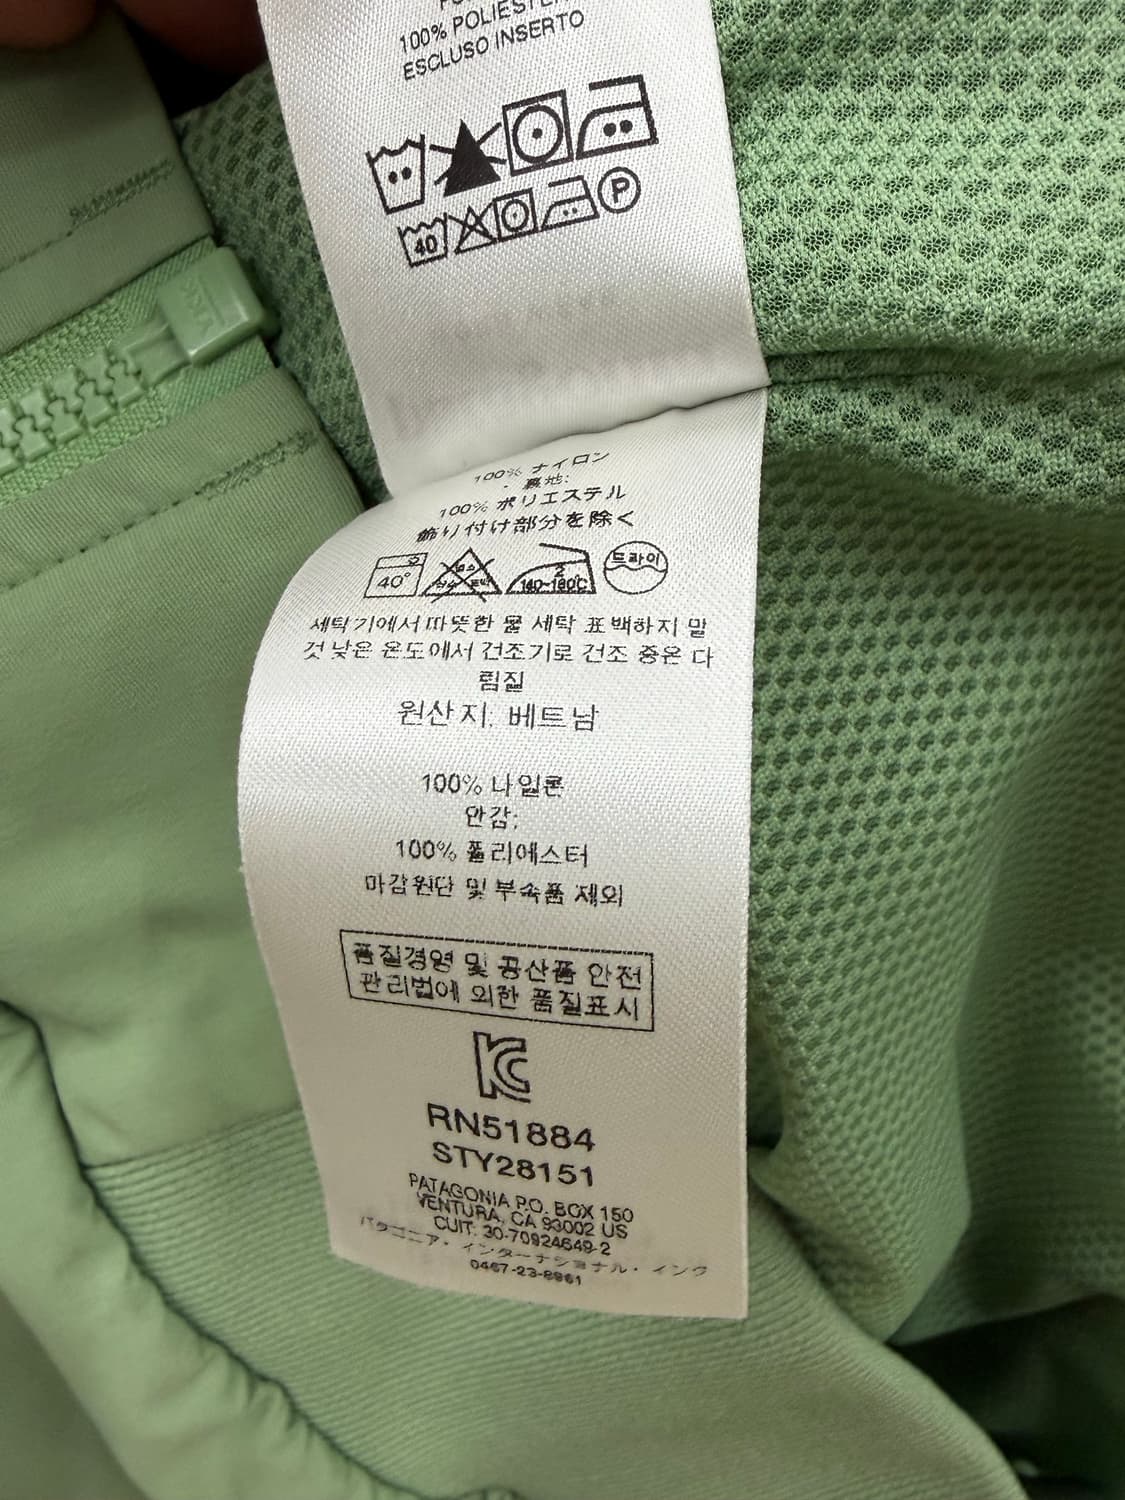 100% POLIESTER
ESCLUSO INSERTO
40
P
100% ナイロン
・裏地:
100% ポリエステル
飾り付け部分を除く
40°
2
140~160℃
드라이
세탁기에서 따뜻한 물 세탁 표백하지 말
것 낮은 온도에서 건조기로 건조 중온 다
림질
원산지: 베트남
100% 나일론
안감:
100% 폴리에스터
마감원단 및 부속품 제외
품질경영 및 공산품 안전
관리법에 의한 품질표시
KC
RN51884
STY28151
PATAGONIA P.O. BOX 150
VENTURA, CA 93002 US
CUIT: 30-70924649-2
パタゴニア・インターナショナル・インク
0467-23-8961